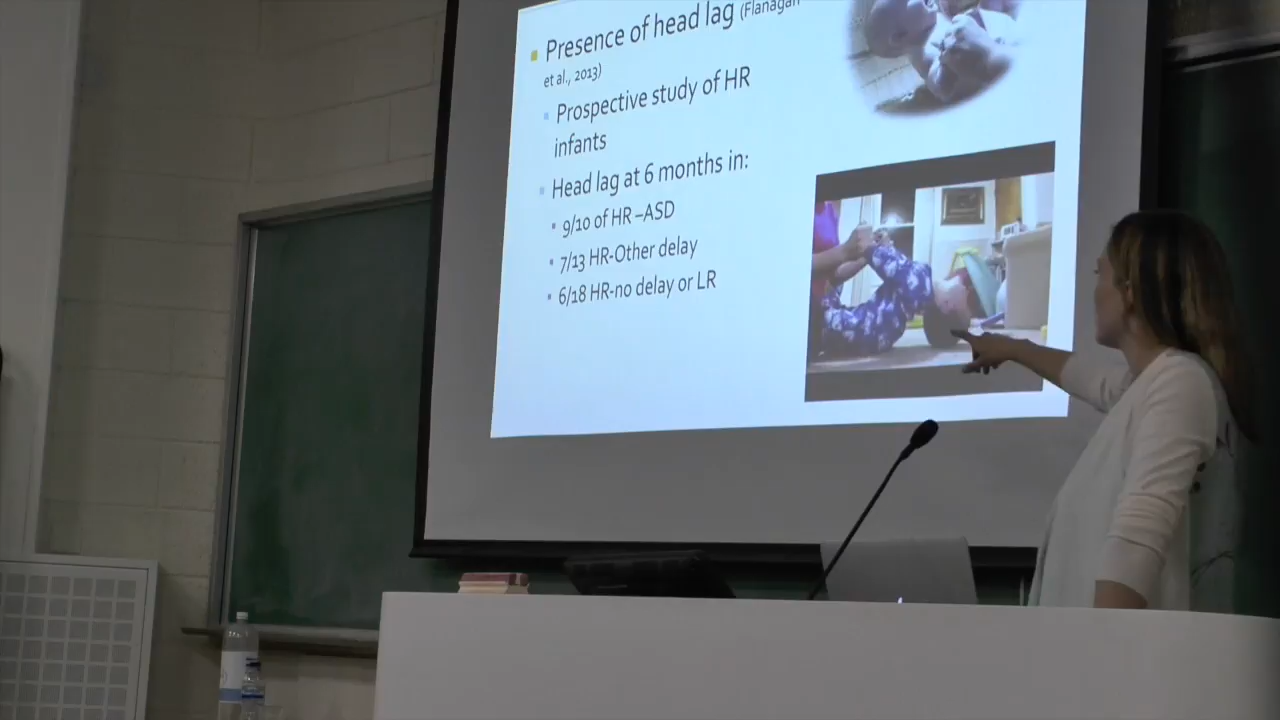 Presence of head lag (Flanagan
et al., 2013)
Prospective study of HR
infants
Head lag at 6 months in:
9/10 of HR –ASD
7/13 HR-Other delay
6/18 HR-no delay or LR